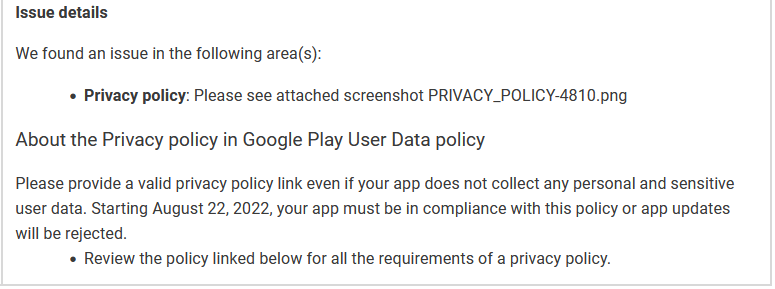 Issue details
We found an issue in the following area(s):
• Privacy policy: Please see attached screenshot PRIVACY_POLICY-4810.png
About the Privacy policy in Google Play User Data policy
Please provide a valid privacy policy link even if your app does not collect any personal and sensitive
user data. Starting August 22, 2022, your app must be in compliance with this policy or app updates
will be rejected.
• Review the policy linked below for all the requirements of a privacy policy.